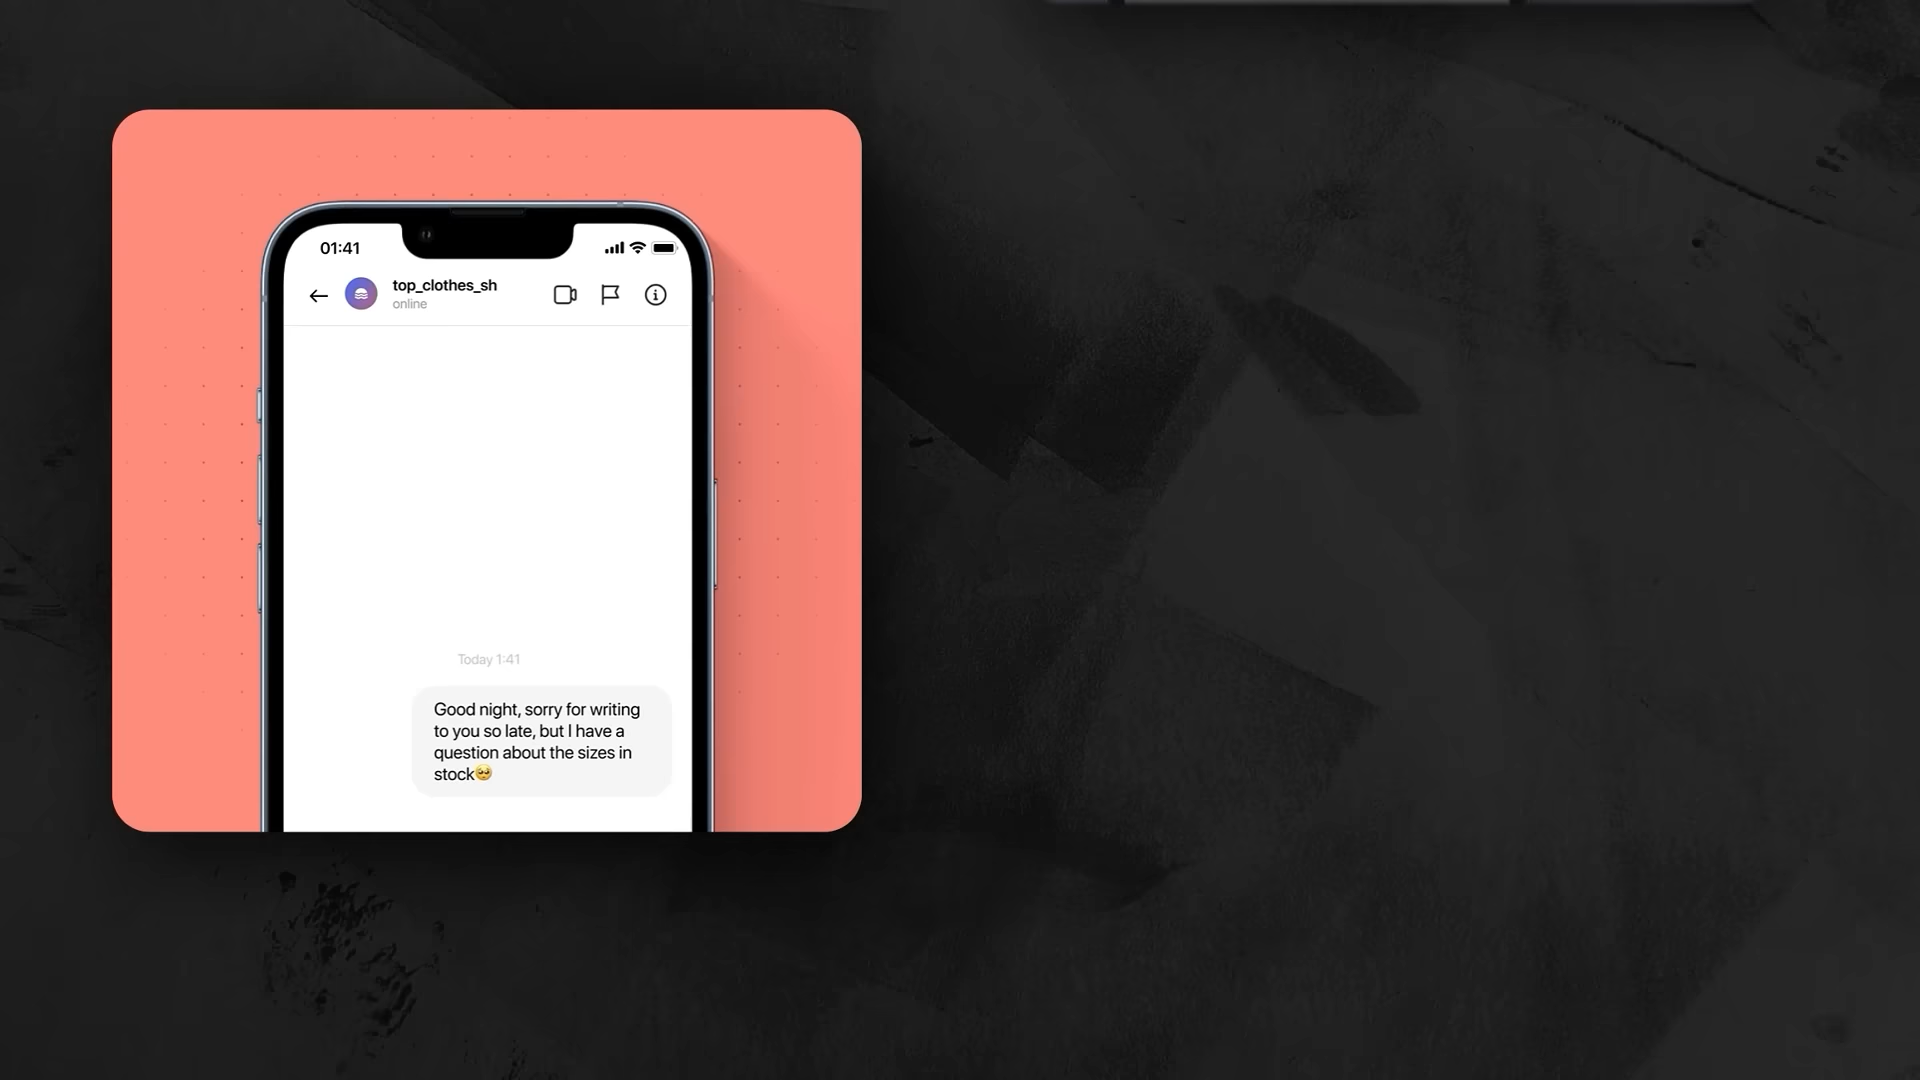 01:41
top_clothes_sh
online
Today 1:41
Good night, sorry for writing
to you so late, but I have a
question about the sizes in
stock🥺